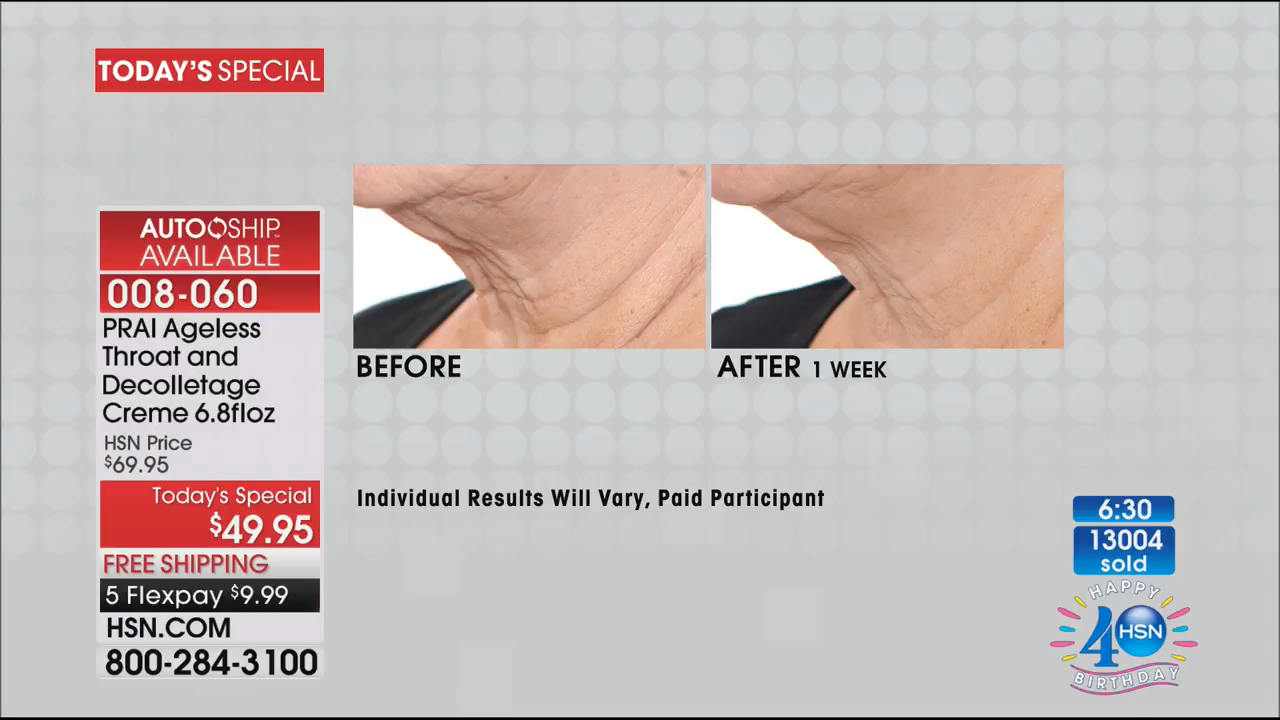 TODAY'S SPECIAL
AUTOSHIP
AVAILABLE
008-060
PRAI Ageless
Throat and
Decolletage
Creme 6.8floz
HSN Price
$69.95
Today's Special
$49.95
FREE SHIPPING
5 Flexpay $9.99
HSN.COM
800-284-3100
BEFORE
AFTER 1 WEEK
Individual Results Will Vary, Paid Participant
6:30
13004
sold
HAPPY
40 HSN
BIRTHDAY